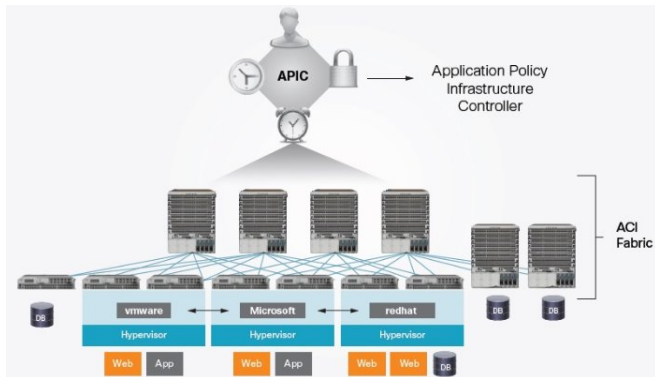 APIC
Application Policy
Infrastructure
Controller
ACI
Fabric
DB
vmware
Microsoft
redhat
DB
DB
Hypervisor
Hypervisor
Hypervisor
Web
App
Web
App
Web
Web
DB